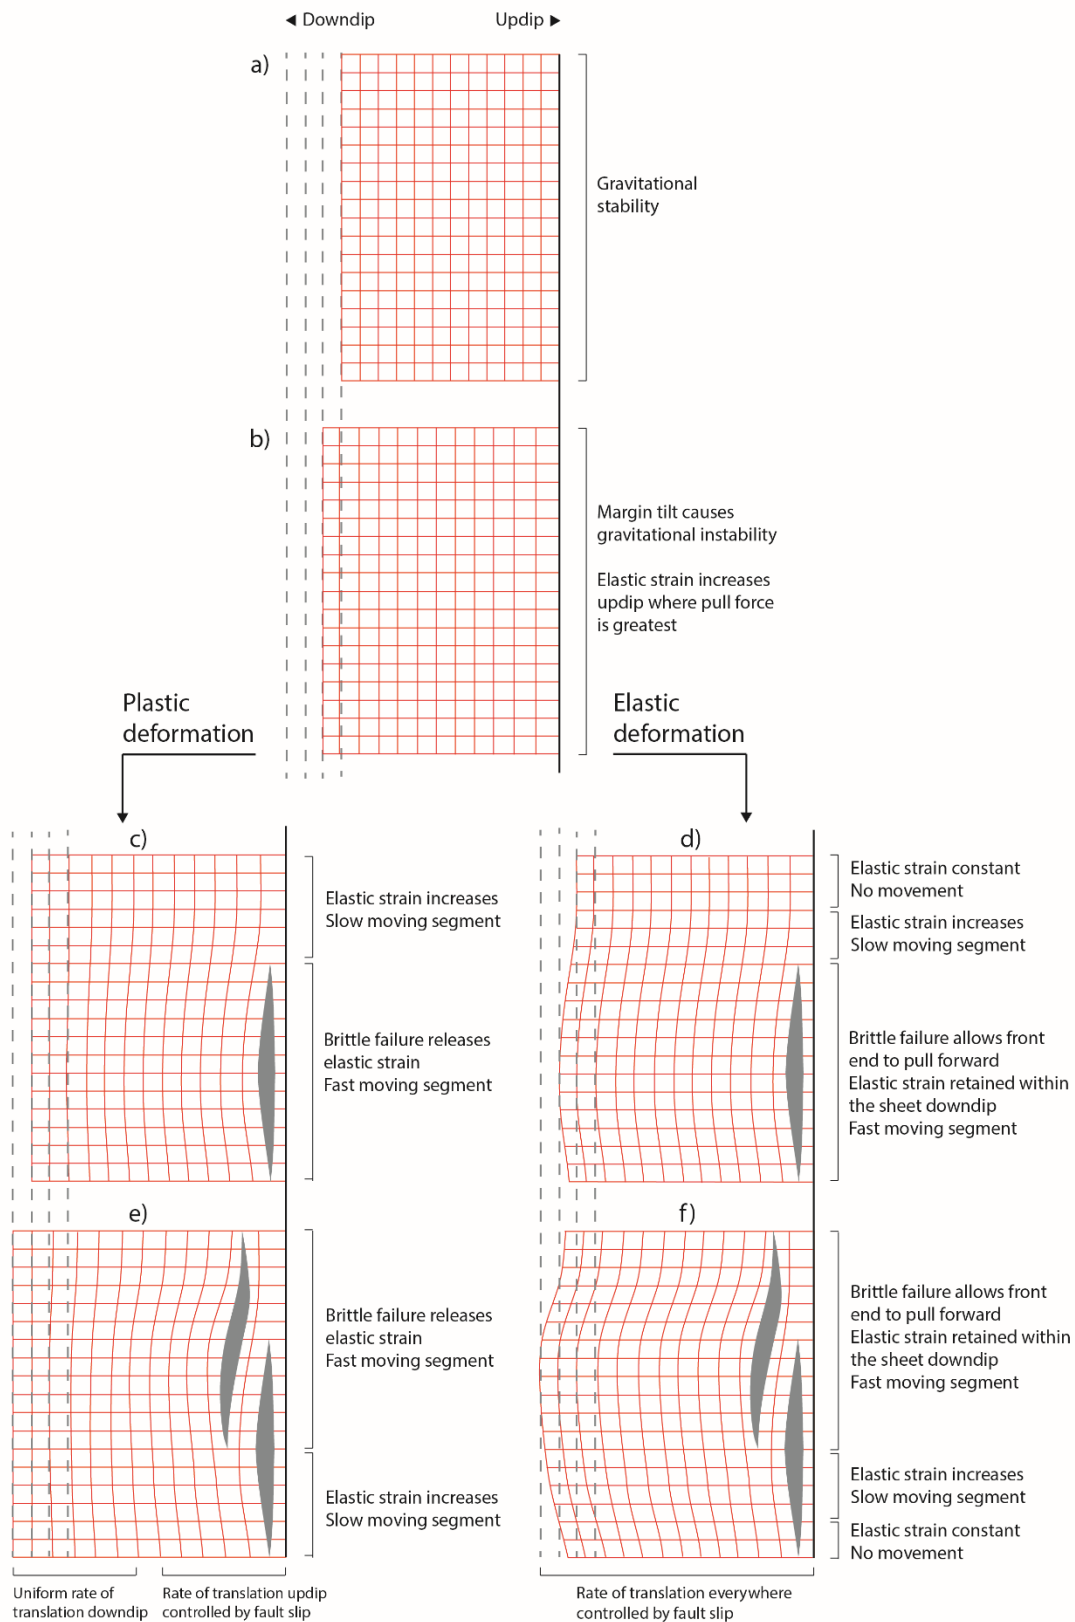 ◄ Downdip
Updip ►
a)
Gravitational
stability
b)
Margin tilt causes
gravitational instability
Elastic strain increases
updip where pull force
is greatest
Plastic
deformation
Elastic
deformation
c)
Elastic strain increases
Slow moving segment
Brittle failure releases
elastic strain
Fast moving segment
d)
Elastic strain constant
No movement
Elastic strain increases
Slow moving segment
Brittle failure allows front
end to pull forward
Elastic strain retained within
the sheet downdip
Fast moving segment
e)
Brittle failure releases
elastic strain
Fast moving segment
Elastic strain increases
Slow moving segment
Uniform rate of
translation downdip
Rate of translation updip
controlled by fault slip
f)
Brittle failure allows front
end to pull forward
Elastic strain retained within
the sheet downdip
Fast moving segment
Elastic strain increases
Slow moving segment
Elastic strain constant
No movement
Rate of translation everywhere
controlled by fault slip